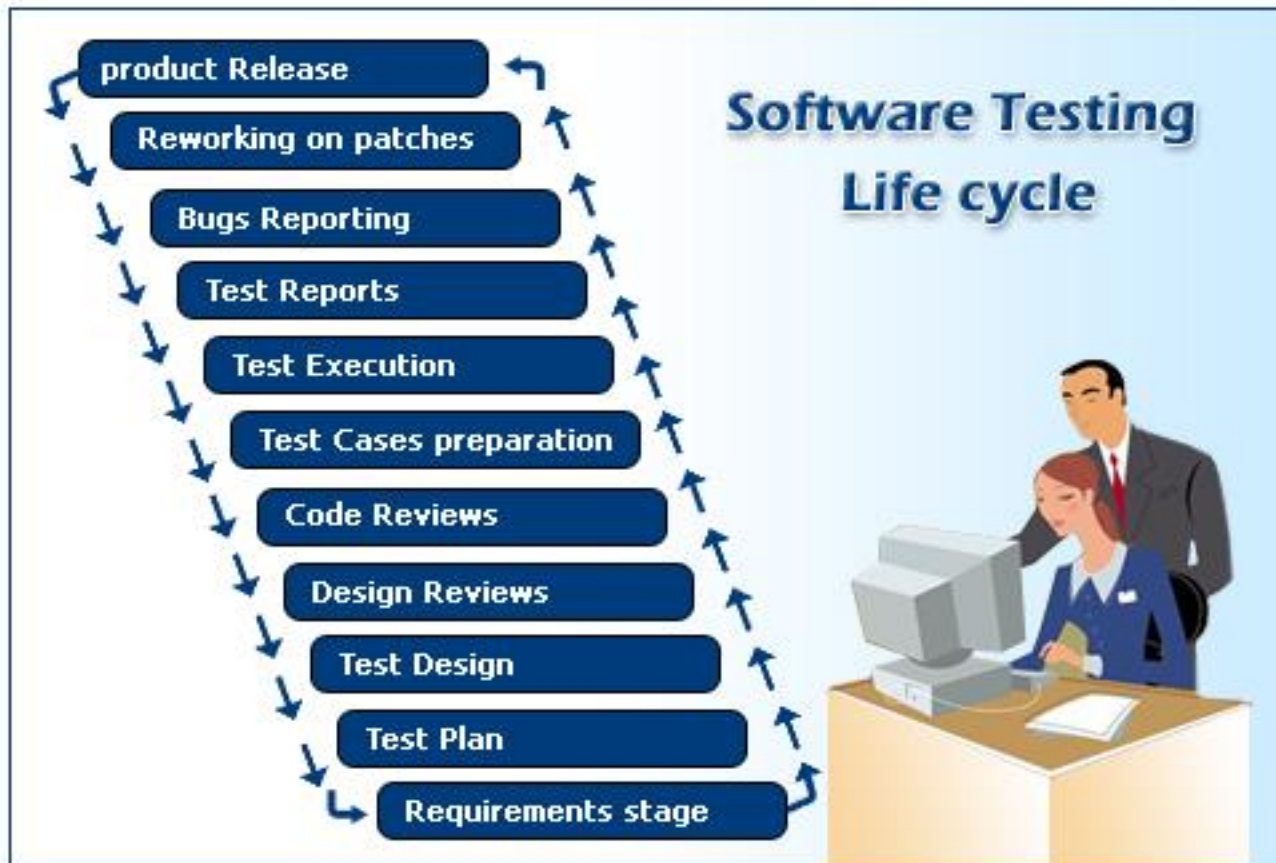 product Release
Reworking on patches
Bugs Reporting
Test Reports
Test Execution
Test Cases preparation
Code Reviews
Design Reviews
Test Design
Test Plan
Requirements stage
Software Testing
Life cycle